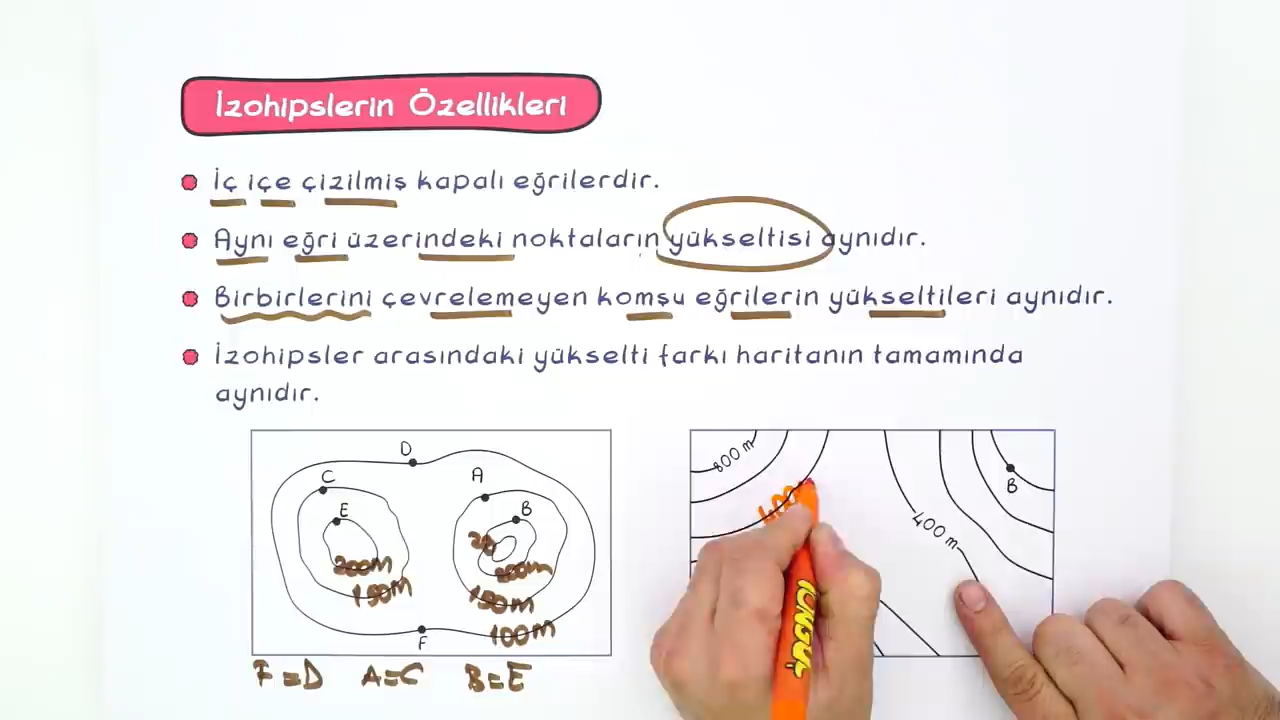 İzohipslerin Özellikleri
İç içe çizilmiş kapalı eğrilerdir.
Aynı eğri üzerindeki noktaların yükseltisi aynıdır.
Birbirlerini çevrelemeyen komşu eğrilerin yükseltileri aynıdır.
İzohipsler arasındaki yükselti farkı haritanın tamamında
aynıdır.
D
C
A
E
B
200m
200m
150m
150m
100m
F
F=D A=C B=E
800 m
B
400 m
TONGUÇ